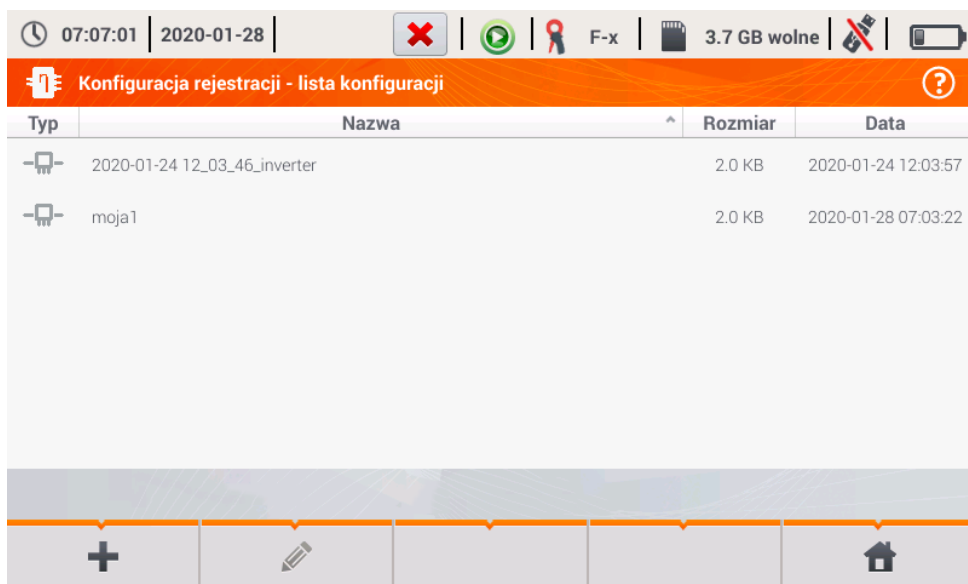 07:07:01 2020-01-28 F-x 3.7 GB wolne
Konfiguracja rejestracji - lista konfiguracji ?
Typ Nazwa Rozmiar Data
2020-01-24 12_03_46_inverter 2.0 KB 2020-01-24 12:03:57
moja1 2.0 KB 2020-01-28 07:03:22